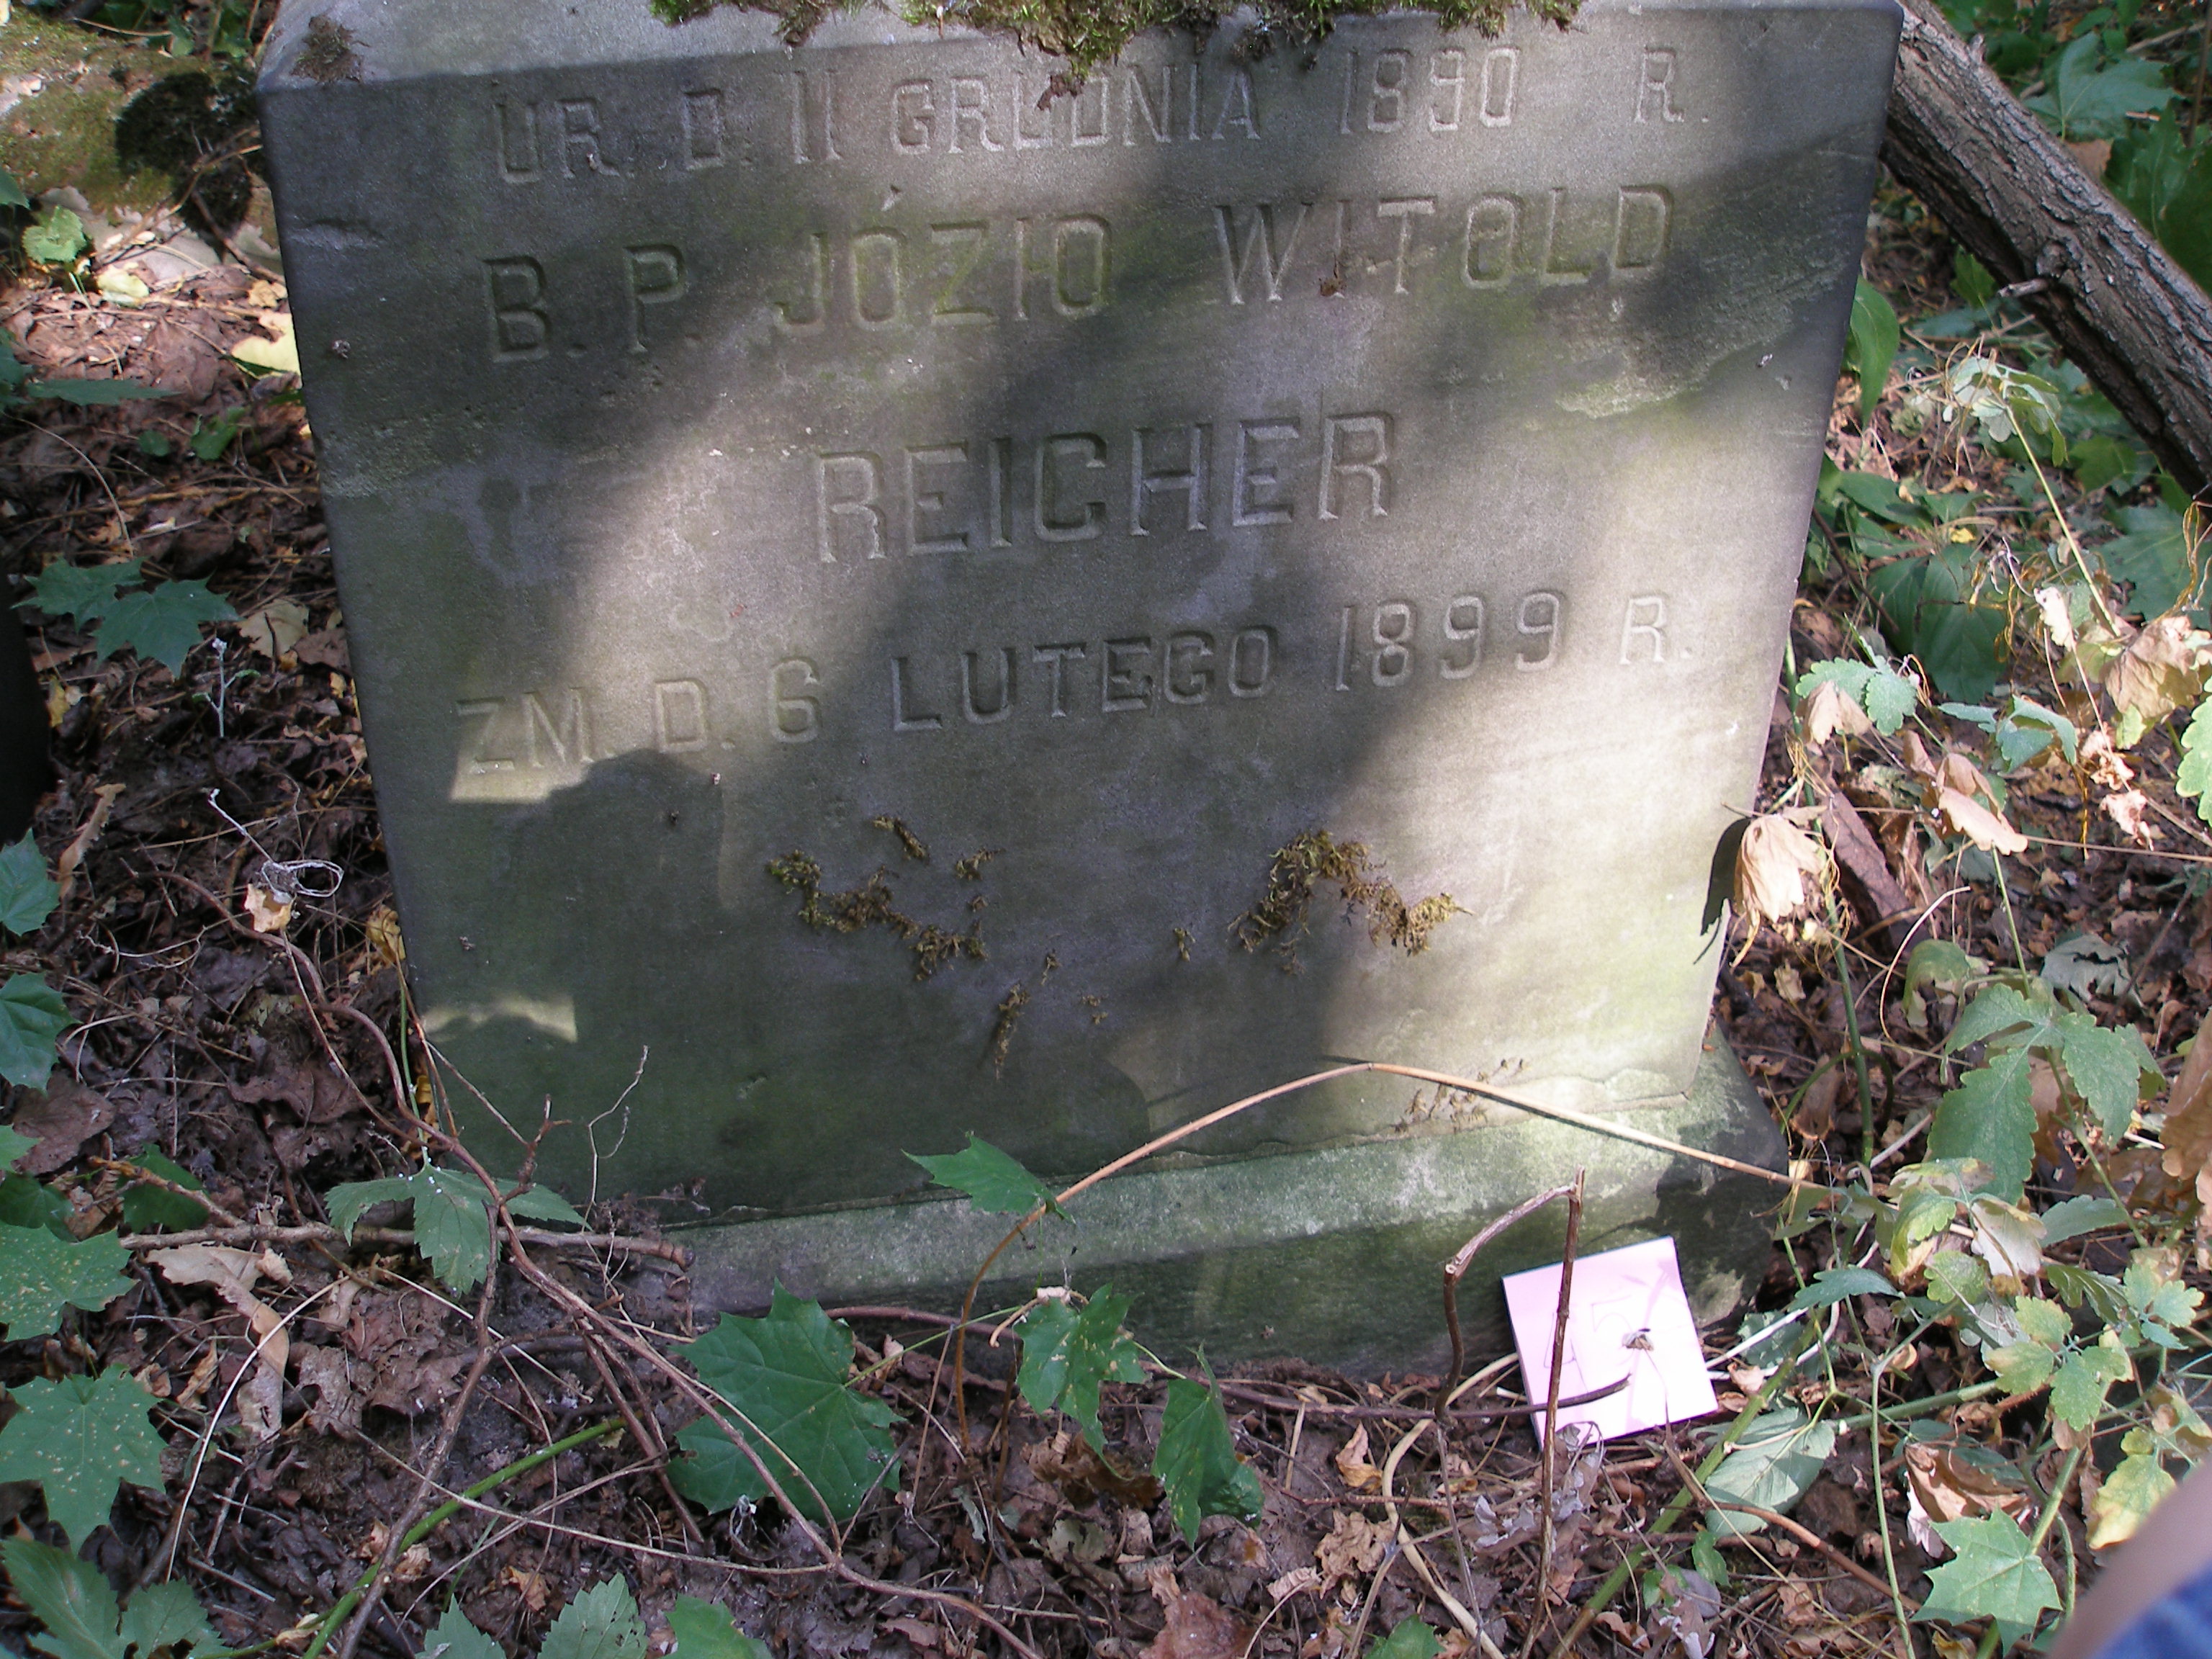 UR. D. 11 GRUDNIA 1890 R.
B. P. JÓZIO WITOLD
REICHER
ZM. D. 6 LUTEGO 1899 R.